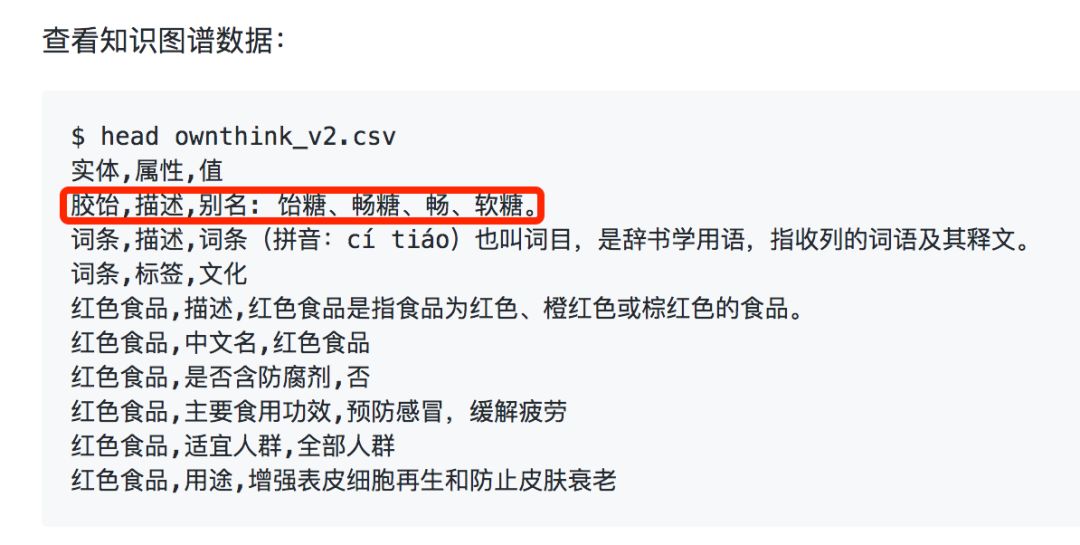 查看知识图谱数据：
$ head ownthink_v2.csv
实体,属性,值
胶饴,描述,别名: 饴糖、畅糖、畅、软糖。
词条,描述,词条（拼音：cí tiáo）也叫词目，是辞书学用语，指收列的词语及其释文。
词条,标签,文化
红色食品,描述,红色食品是指食品为红色、橙红色或棕红色的食品。
红色食品,中文名,红色食品
红色食品,是否含防腐剂,否
红色食品,主要食用功效,预防感冒，缓解疲劳
红色食品,适宜人群,全部人群
红色食品,用途,增强表皮细胞再生和防止皮肤衰老